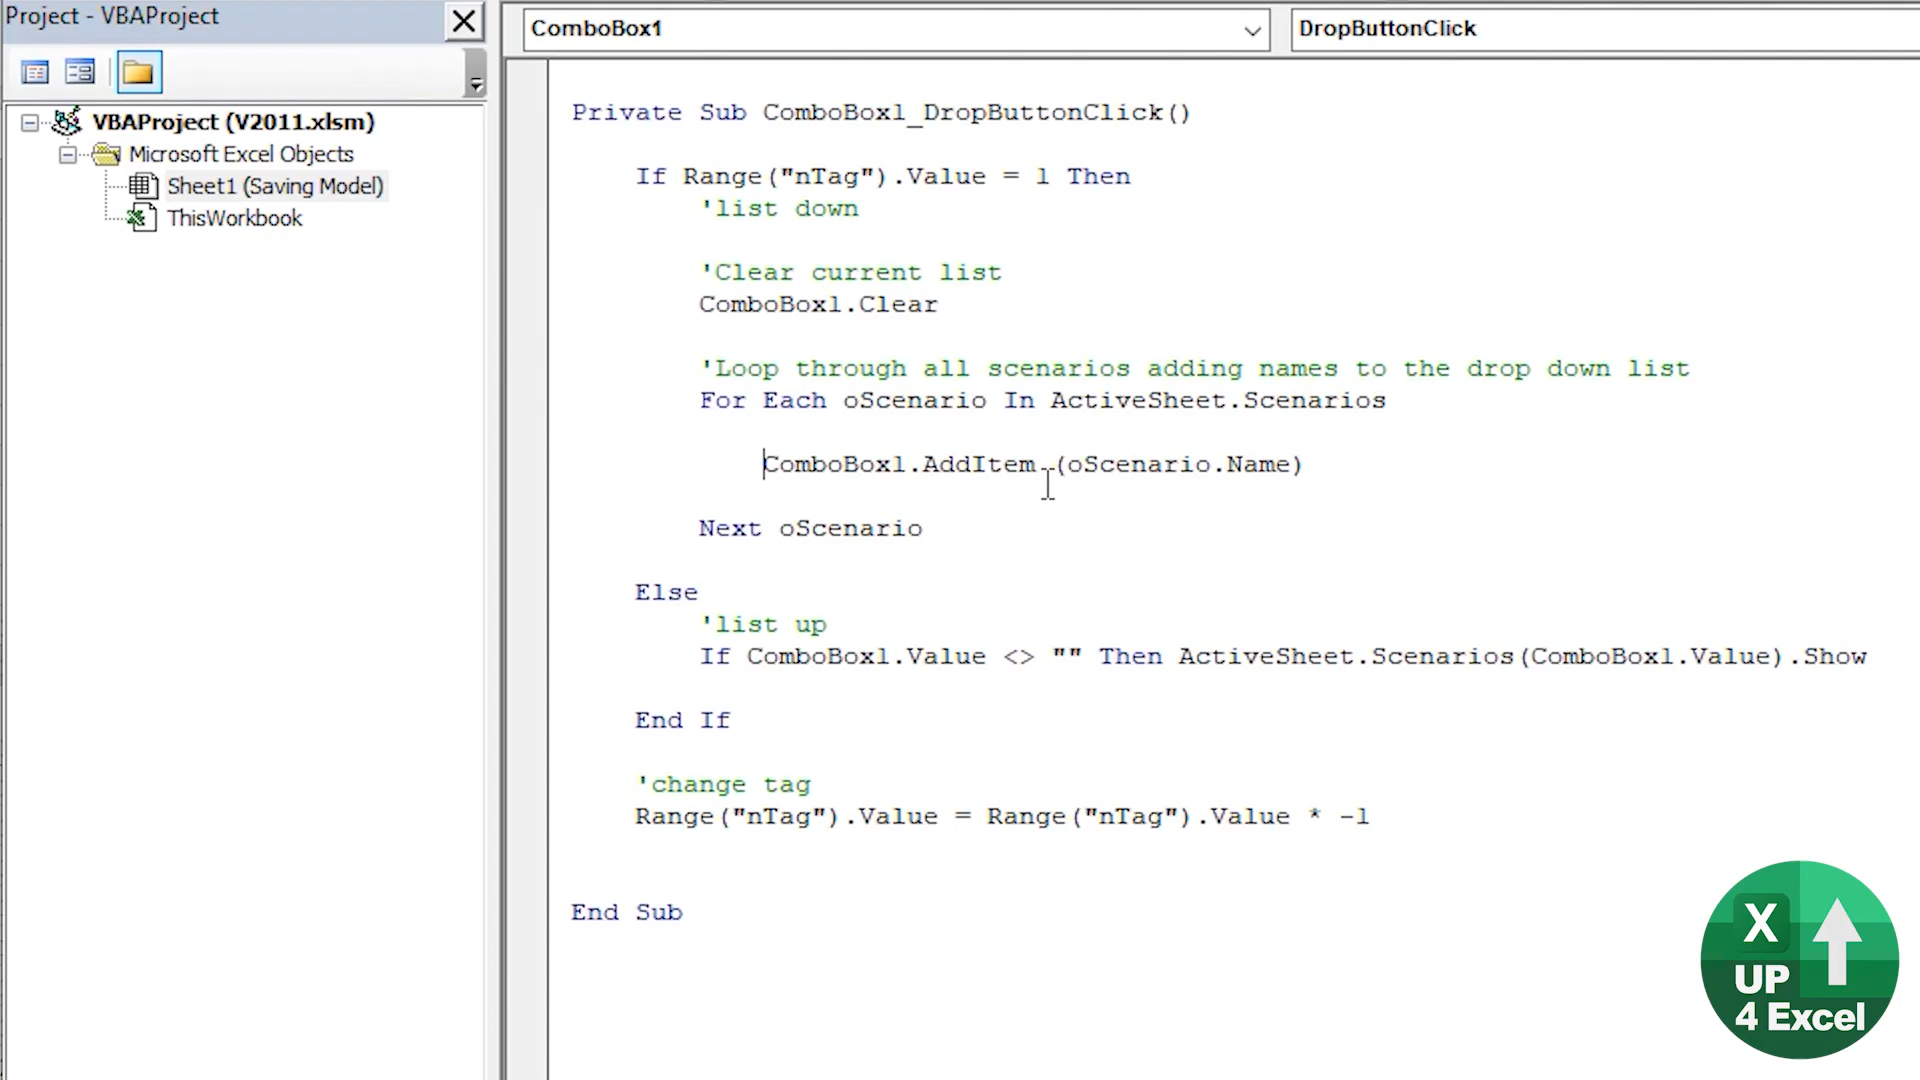 Project - VBAProject
ComboBox1
DropButtonClick
VBAProject (V2011.xlsm)
Microsoft Excel Objects
Sheet1 (Saving Model)
ThisWorkbook
Private Sub ComboBox1_DropButtonClick()
If Range("nTag").Value = 1 Then
'list down
'Clear current list
ComboBox1.Clear
'Loop through all scenarios adding names to the drop down list
For Each oScenario In ActiveSheet.Scenarios
ComboBox1.AddItem (oScenario.Name)
Next oScenario
Else
'list up
If ComboBox1.Value <> "" Then ActiveSheet.Scenarios(ComboBox1.Value).Show
End If
'change tag
Range("nTag").Value = Range("nTag").Value * -1
End Sub
X
UP
4 Excel